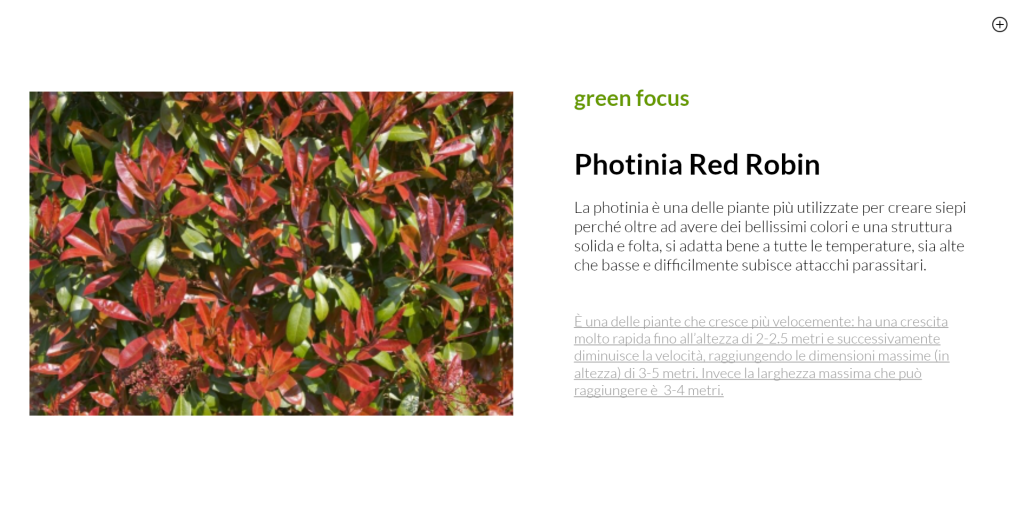 green focus
Photinia Red Robin
La photinia è una delle piante più utilizzate per creare siepi
perché oltre ad avere dei bellissimi colori e una struttura
solida e folta, si adatta bene a tutte le temperature, sia alte
che basse e difficilmente subisce attacchi parassitari.
È una delle piante che cresce più velocemente: ha una crescita
molto rapida fino all'altezza di 2-2,5 metri e successivamente
diminuisce la velocità, raggiungendo le dimensioni massime (in
altezza) di 3-5 metri. Invece la larghezza massima che può
raggiungere è  3-4 metri.